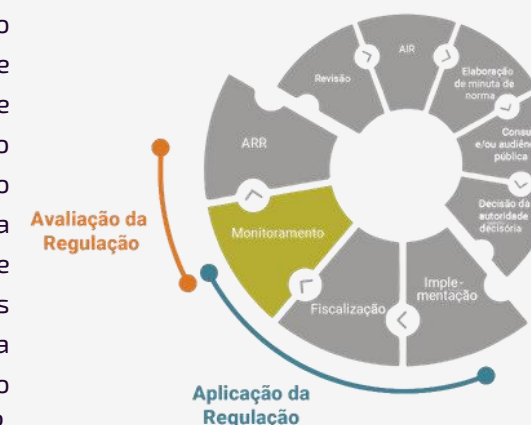 o
e
e
o
o
a
e
s
a
o
Revisão
AIR
Elaboração
de minuta de
norma
Consu
e/ou audiên
pública
Decisão da
autoridade
decisória
Imple-
mentação
Fiscalização
Monitoramento
ARR
Avaliação da
Regulação
Aplicação da
Regulação